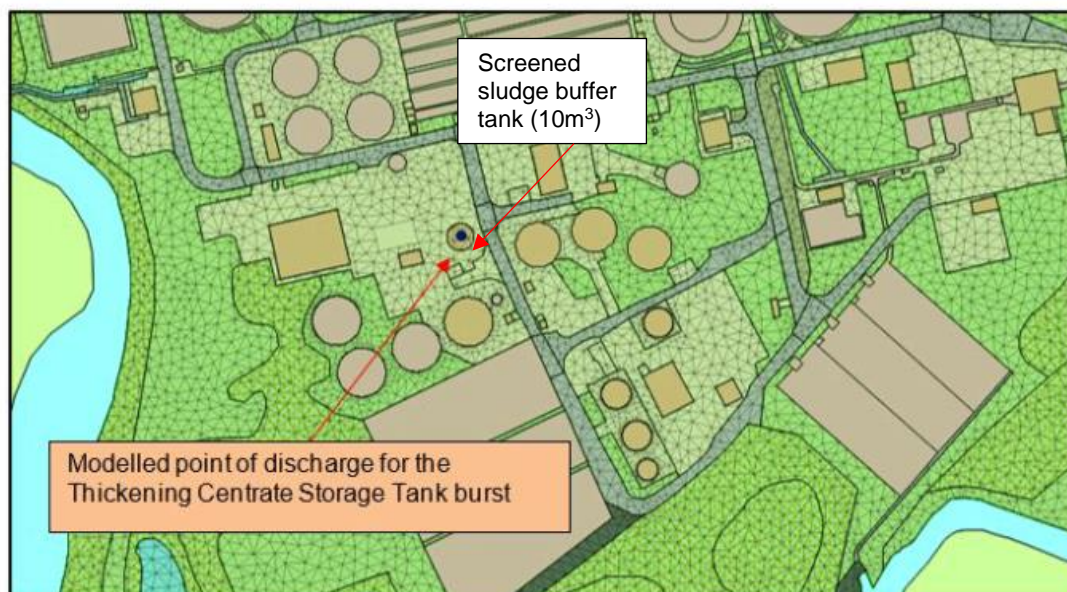 Screened
sludge buffer
tank (10m³)
Modelled point of discharge for the
Thickening Centrate Storage Tank burst